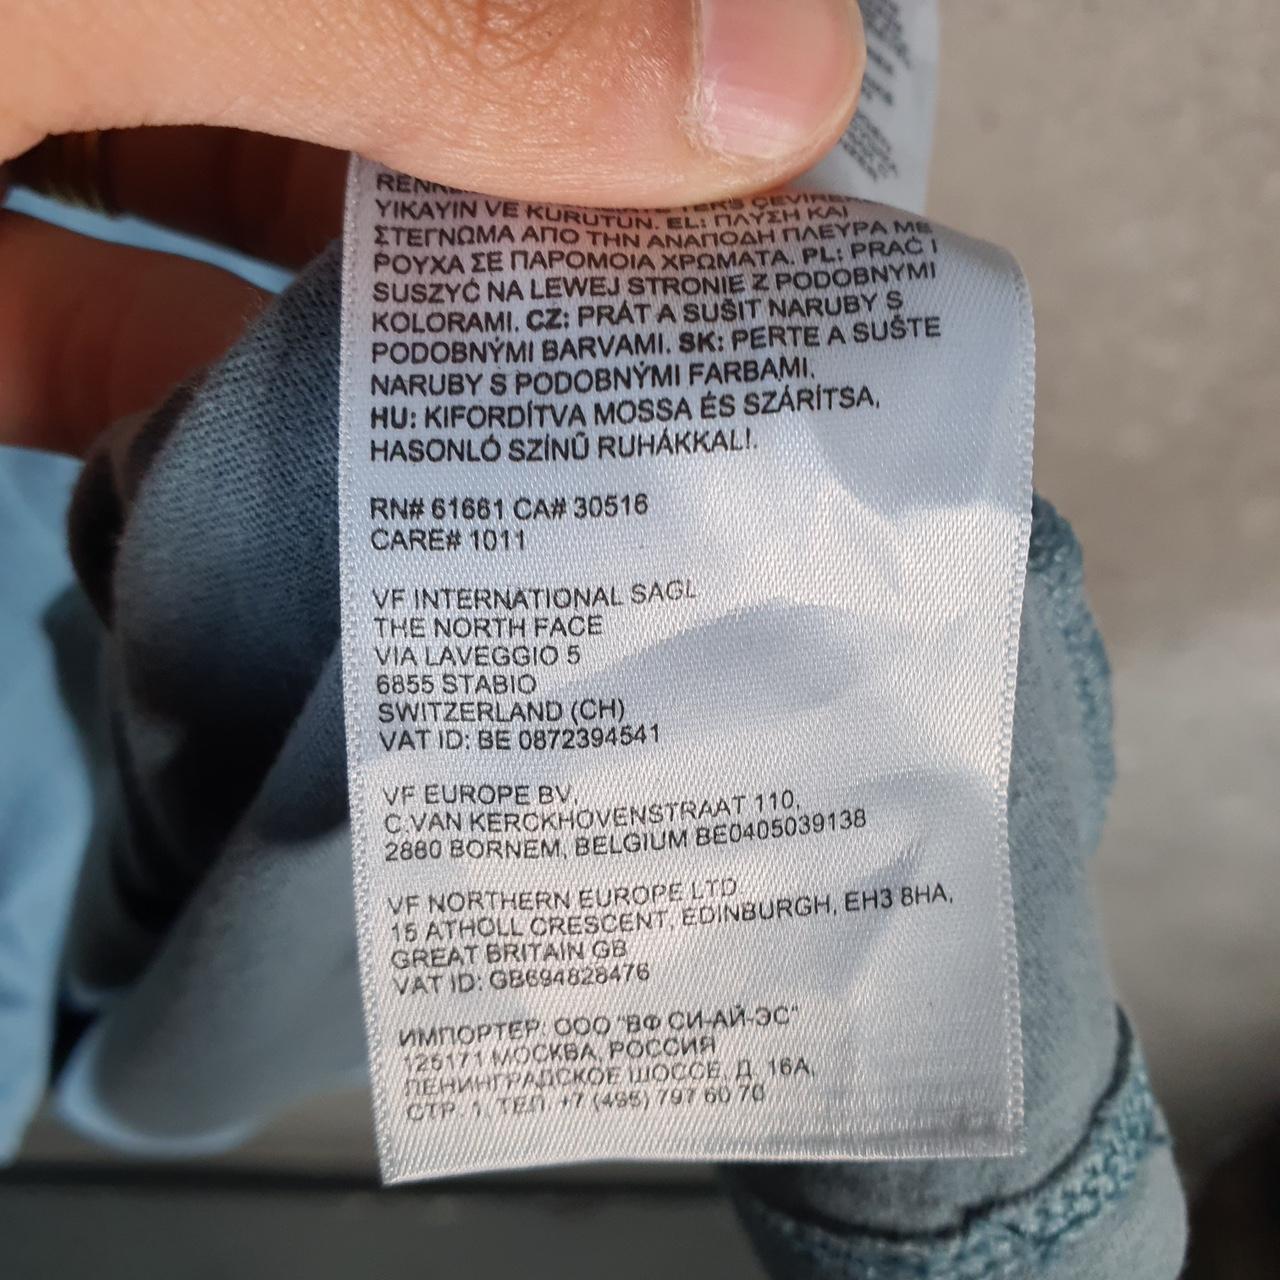 YIKAYIN VE KURUTUN. EL: ΠΛΥΣΗ ΚΑΙ
ΣΤΕΓΝΩΜΑ ΑΠΟ ΤΗΝ ΑΝΑΠΟΔΗ ΠΛΕΥΡΑ ΜΕ
ΡΟΥΧΑ ΣΕ ΠΑΡΟΜΟΙΑ ΧΡΩΜΑΤΑ. PL: PRAĆ I
SUSZYĆ NA LEWEJ STRONIE Z PODOBNYMI
KOLORAMI. CZ: PRÁT A SUŠIT NARUBY S
PODOBNÝMI BARVAMI. SK: PERTE A SUŠTE
NARUBY S PODOBNÝMI FARBAMI.
HU: KIFORDÍTVA MOSSA ÉS SZÁRÍTSA,
HASONLÓ SZÍNŰ RUHÁKKAL!.
RN# 61661 CA# 30516
CARE# 1011
VF INTERNATIONAL SAGL
THE NORTH FACE
VIA LAVEGGIO 5
6855 STABIO
SWITZERLAND (CH)
VAT ID: BE 0872394541
VF EUROPE BV,
C.VAN KERCKHOVENSTRAAT 110,
2880 BORNEM, BELGIUM BE0405039138
VF NORTHERN EUROPE LTD
15 ATHOLL CRESCENT, EDINBURGH, EH3 8HA,
GREAT BRITAIN GB
VAT ID: GB694828476
ИМПОРТЕР: ООО "ВФ СИ-АЙ-ЭС"
125171 МОСКВА, РОССИЯ
ЛЕНИНГРАДСКОЕ ШОССЕ, Д. 16А,
СТР. 1, ТЕЛ. +7 (495) 797 60 70